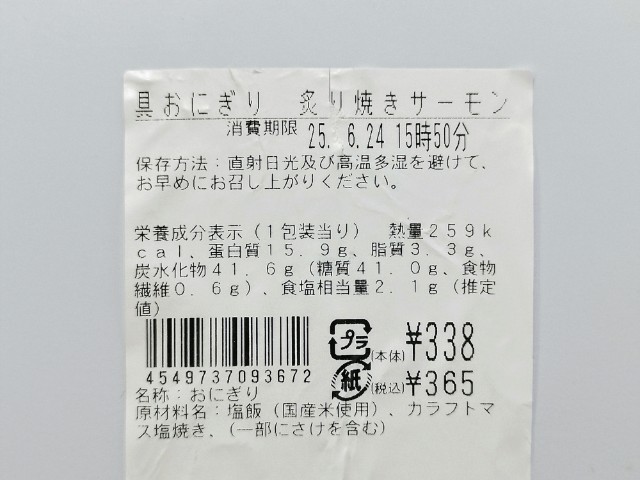 具おにぎり　炙り焼きサーモン
消費期限 25. 6.24 15時50分
保存方法：直射日光及び高温多湿を避けて、
お早めにお召し上がりください。
栄養成分表示（1包装当り）　熱量259k
cal、蛋白質15．9g、脂質3．3g、
炭水化物41．6g（糖質41．0g、食物
繊維0．6g）、食塩相当量2．1g（推定
値）
プラ (本体) ¥338
4549737093672 紙 (税込) ¥365
名称：おにぎり
原材料名：塩飯（国産米使用）、カラフトマ
ス塩焼き、（一部にさけを含む）